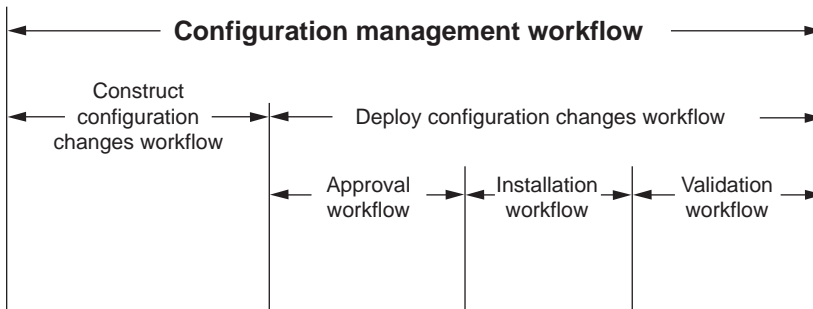 Configuration management workflow
Construct
configuration
changes workflow
Deploy configuration changes workflow
Approval
workflow
Installation
workflow
Validation
workflow